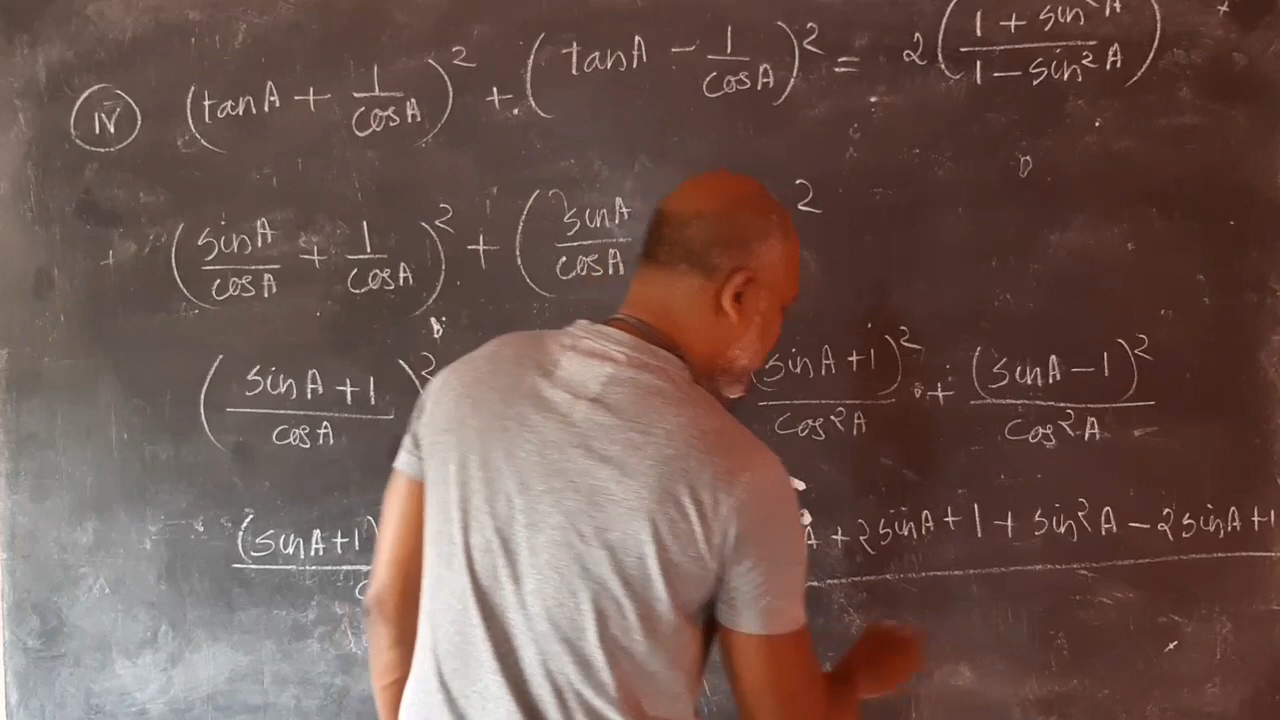 (iv) (tanA + 1/cosA)² + (tanA − 1/cosA)² = 2(1 + sin²A / 1 − sin²A)
(sinA/cosA + 1/cosA)² + (sinA/cosA 2
(sinA + 1 / cosA)² (sinA + 1)²/cos²A + (sinA − 1)²/cos²A
(sinA + 1) A + 2sinA + 1 + sin²A − 2sinA + 1